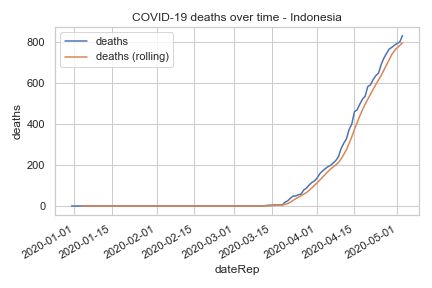 COVID-19 deaths over time - Indonesia
deaths
deaths (rolling)
800
600
400
200
0
deaths
2020-01-01
2020-01-15
2020-02-01
2020-02-15
2020-03-01
2020-03-15
2020-04-01
2020-04-15
2020-05-01
dateRep